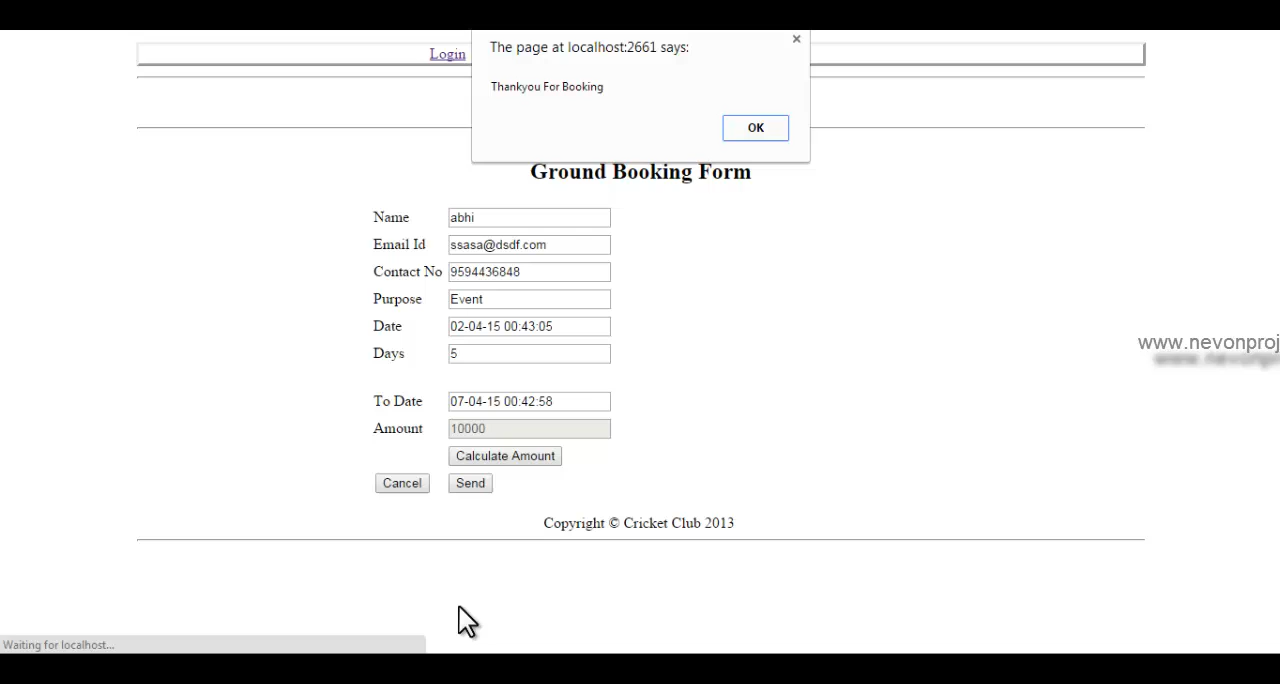 The page at localhost:2661 says:
Login
Thankyou For Booking
OK
Ground Booking Form
Name abhi
Email Id ssasa@dsdf.com
Contact No 9594436848
Purpose Event
Date 02-04-15 00:43:05
Days 5
www.nevonproj
To Date 07-04-15 00:42:58
Amount 10000
Calculate Amount
Cancel Send
Copyright © Cricket Club 2013
Waiting for localhost...